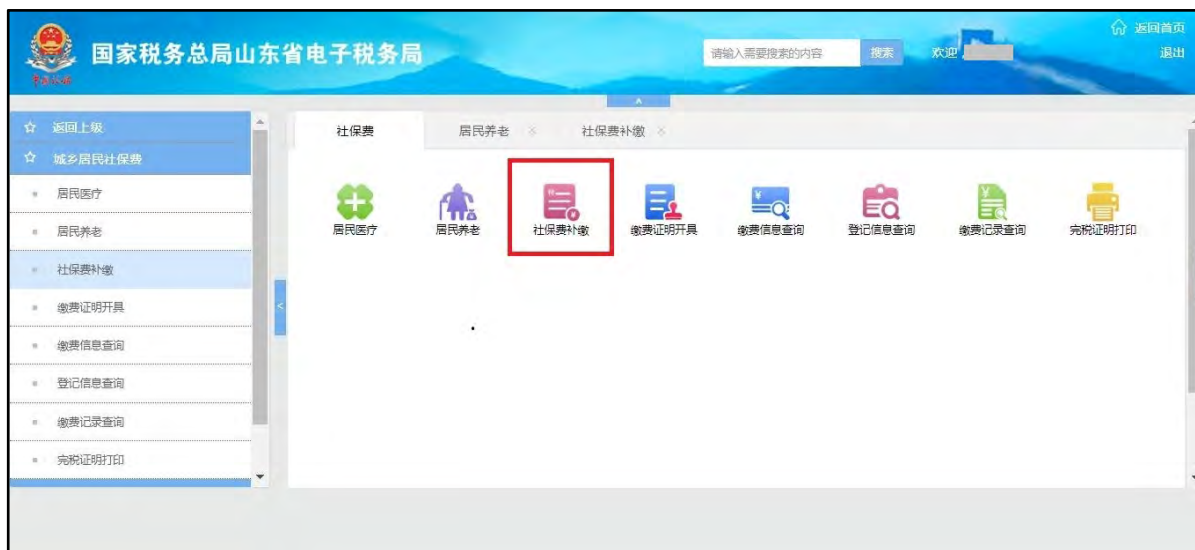 国家税务总局山东省电子税务局
请输入需要搜索的内容
搜索
欢迎
返回首页
退出
返回上级
城乡居民社保费
居民医疗
居民养老
社保费补缴
缴费证明开具
缴费信息查询
登记信息查询
缴费记录查询
完税证明打印
社保费
居民养老
社保费补缴
居民医疗
居民养老
社保费补缴
缴费证明开具
缴费信息查询
登记信息查询
缴费记录查询
完税证明打印